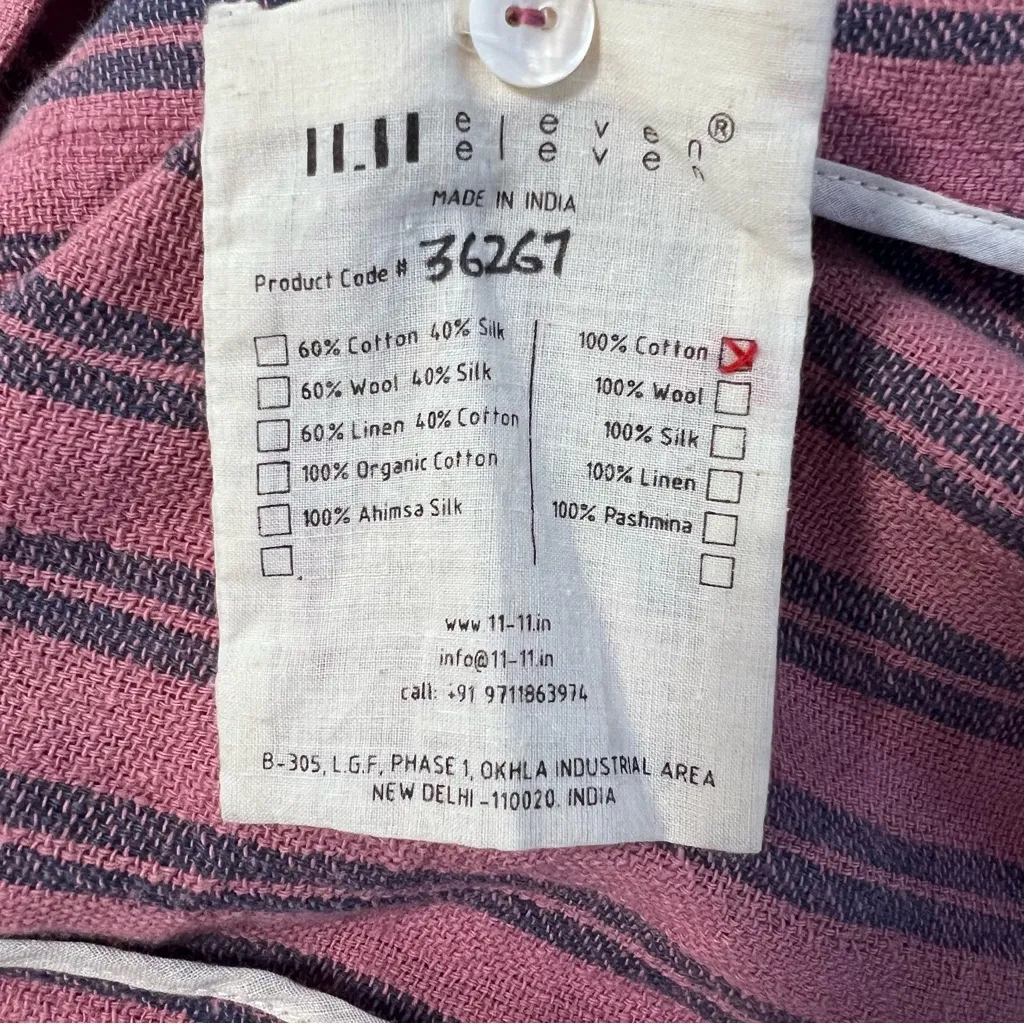 11.11 eleven eleven ®
MADE IN INDIA
Product Code # 36267
60% Cotton 40% Silk
60% Wool 40% Silk
60% Linen 40% Cotton
100% Organic Cotton
100% Ahimsa Silk
100% Cotton
100% Wool
100% Silk
100% Linen
100% Pashmina
www 11-11.in
info@11-11.in
call: +91 9711863974
B-305, L.G.F, PHASE 1, OKHLA INDUSTRIAL AREA
NEW DELHI-110020. INDIA